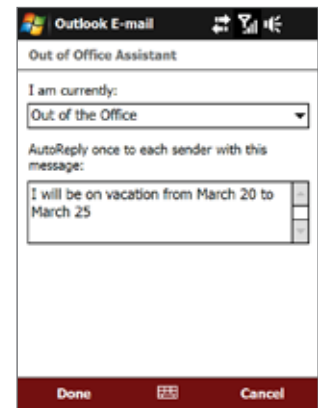 Outlook E-mail
Out of Office Assistant
I am currently:
Out of the Office
AutoReply once to each sender with this
message:
I will be on vacation from March 20 to
March 25
Done Cancel